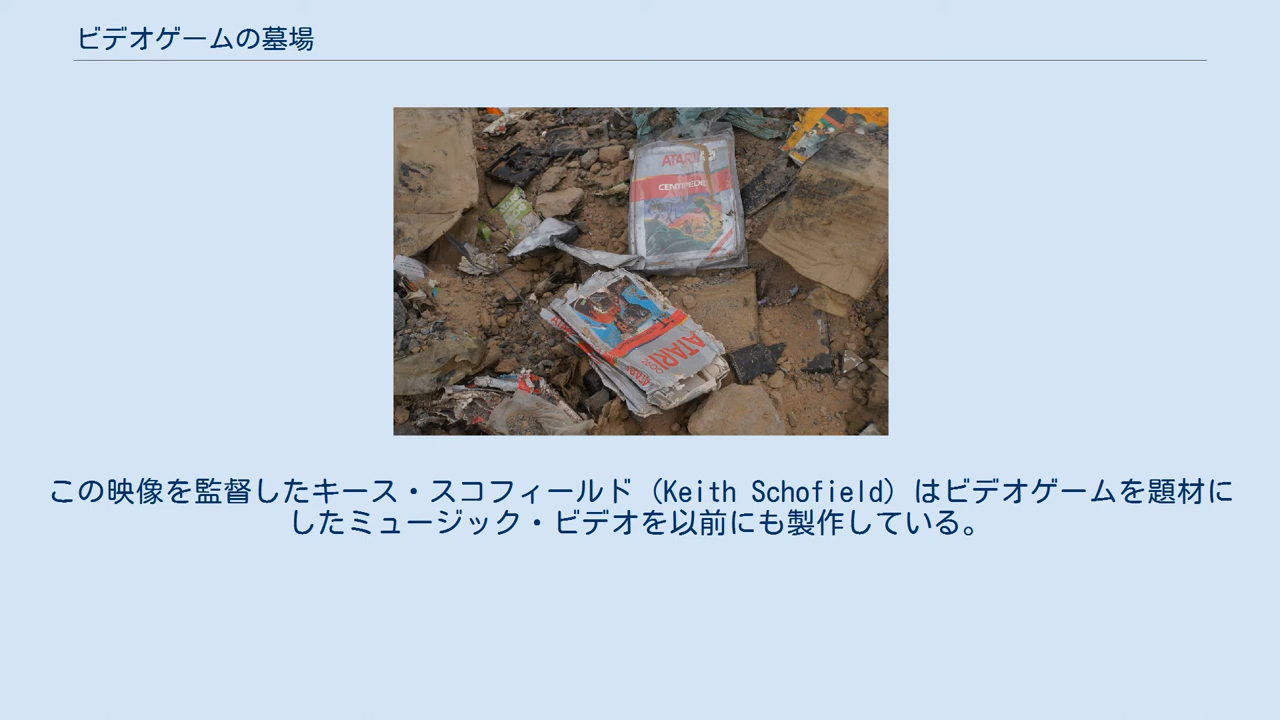 ビデオゲームの墓場
ATARI
CENTIPEDE
ATARI
この映像を監督したキース・スコフィールド（Keith Schofield）はビデオゲームを題材に
したミュージック・ビデオを以前にも製作している。